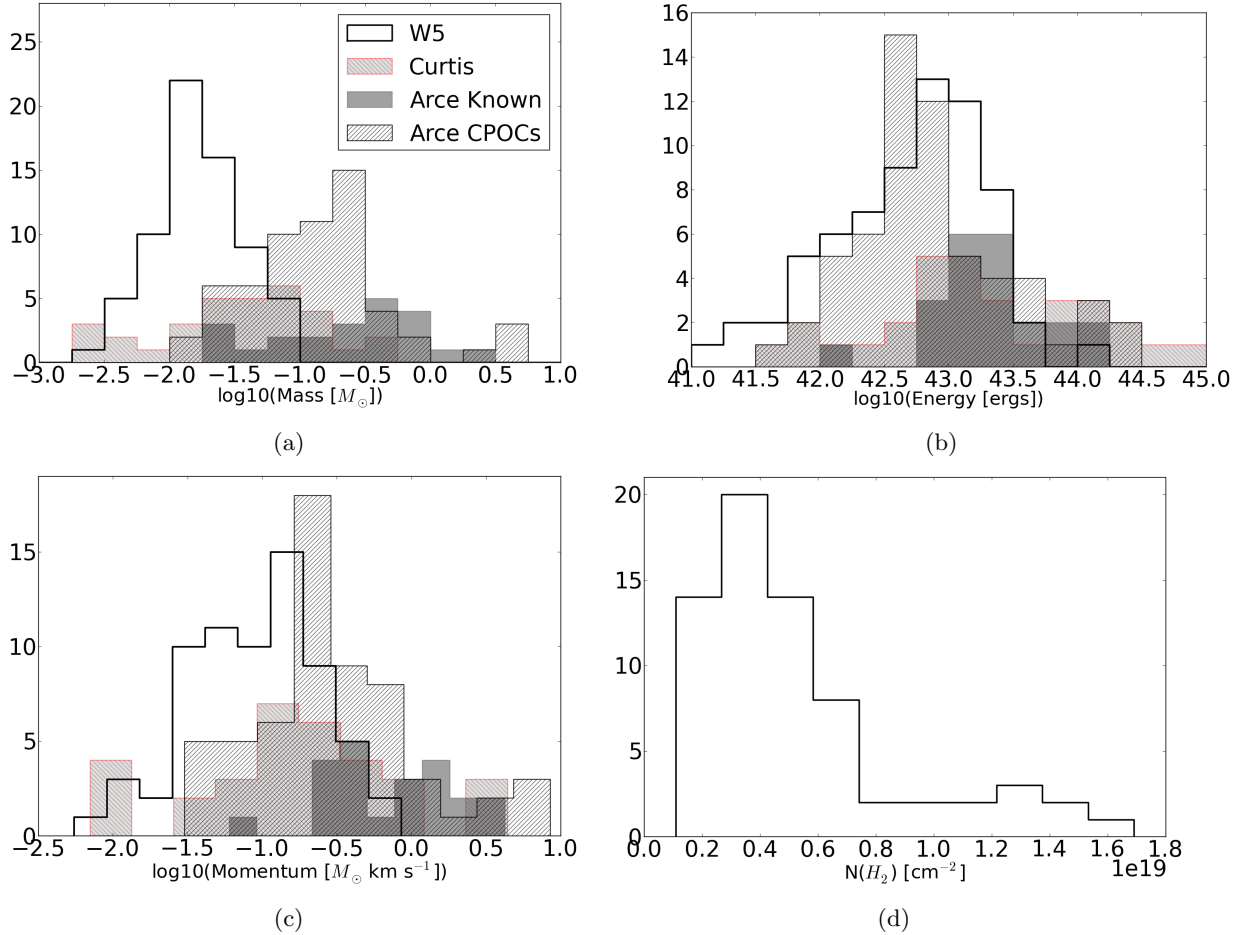 25
20
15
10
5
0
−3.0 −2.5 −2.0 −1.5 −1.0 −0.5 0.0 0.5 1.0
log10(Mass [M⊙])
W5
Curtis
Arce Known
Arce CPOCs
(a)
16
14
12
10
8
6
4
2
0
41.0 41.5 42.0 42.5 43.0 43.5 44.0 44.5 45.0
log10(Energy [ergs])
(b)
15
10
5
0
−2.5 −2.0 −1.5 −1.0 −0.5 0.0 0.5 1.0
log10(Momentum [M⊙ km s⁻¹])
(c)
20
15
10
5
0
0.0 0.2 0.4 0.6 0.8 1.0 1.2 1.4 1.6 1.8
1e19
N(H₂) [cm⁻²]
(d)